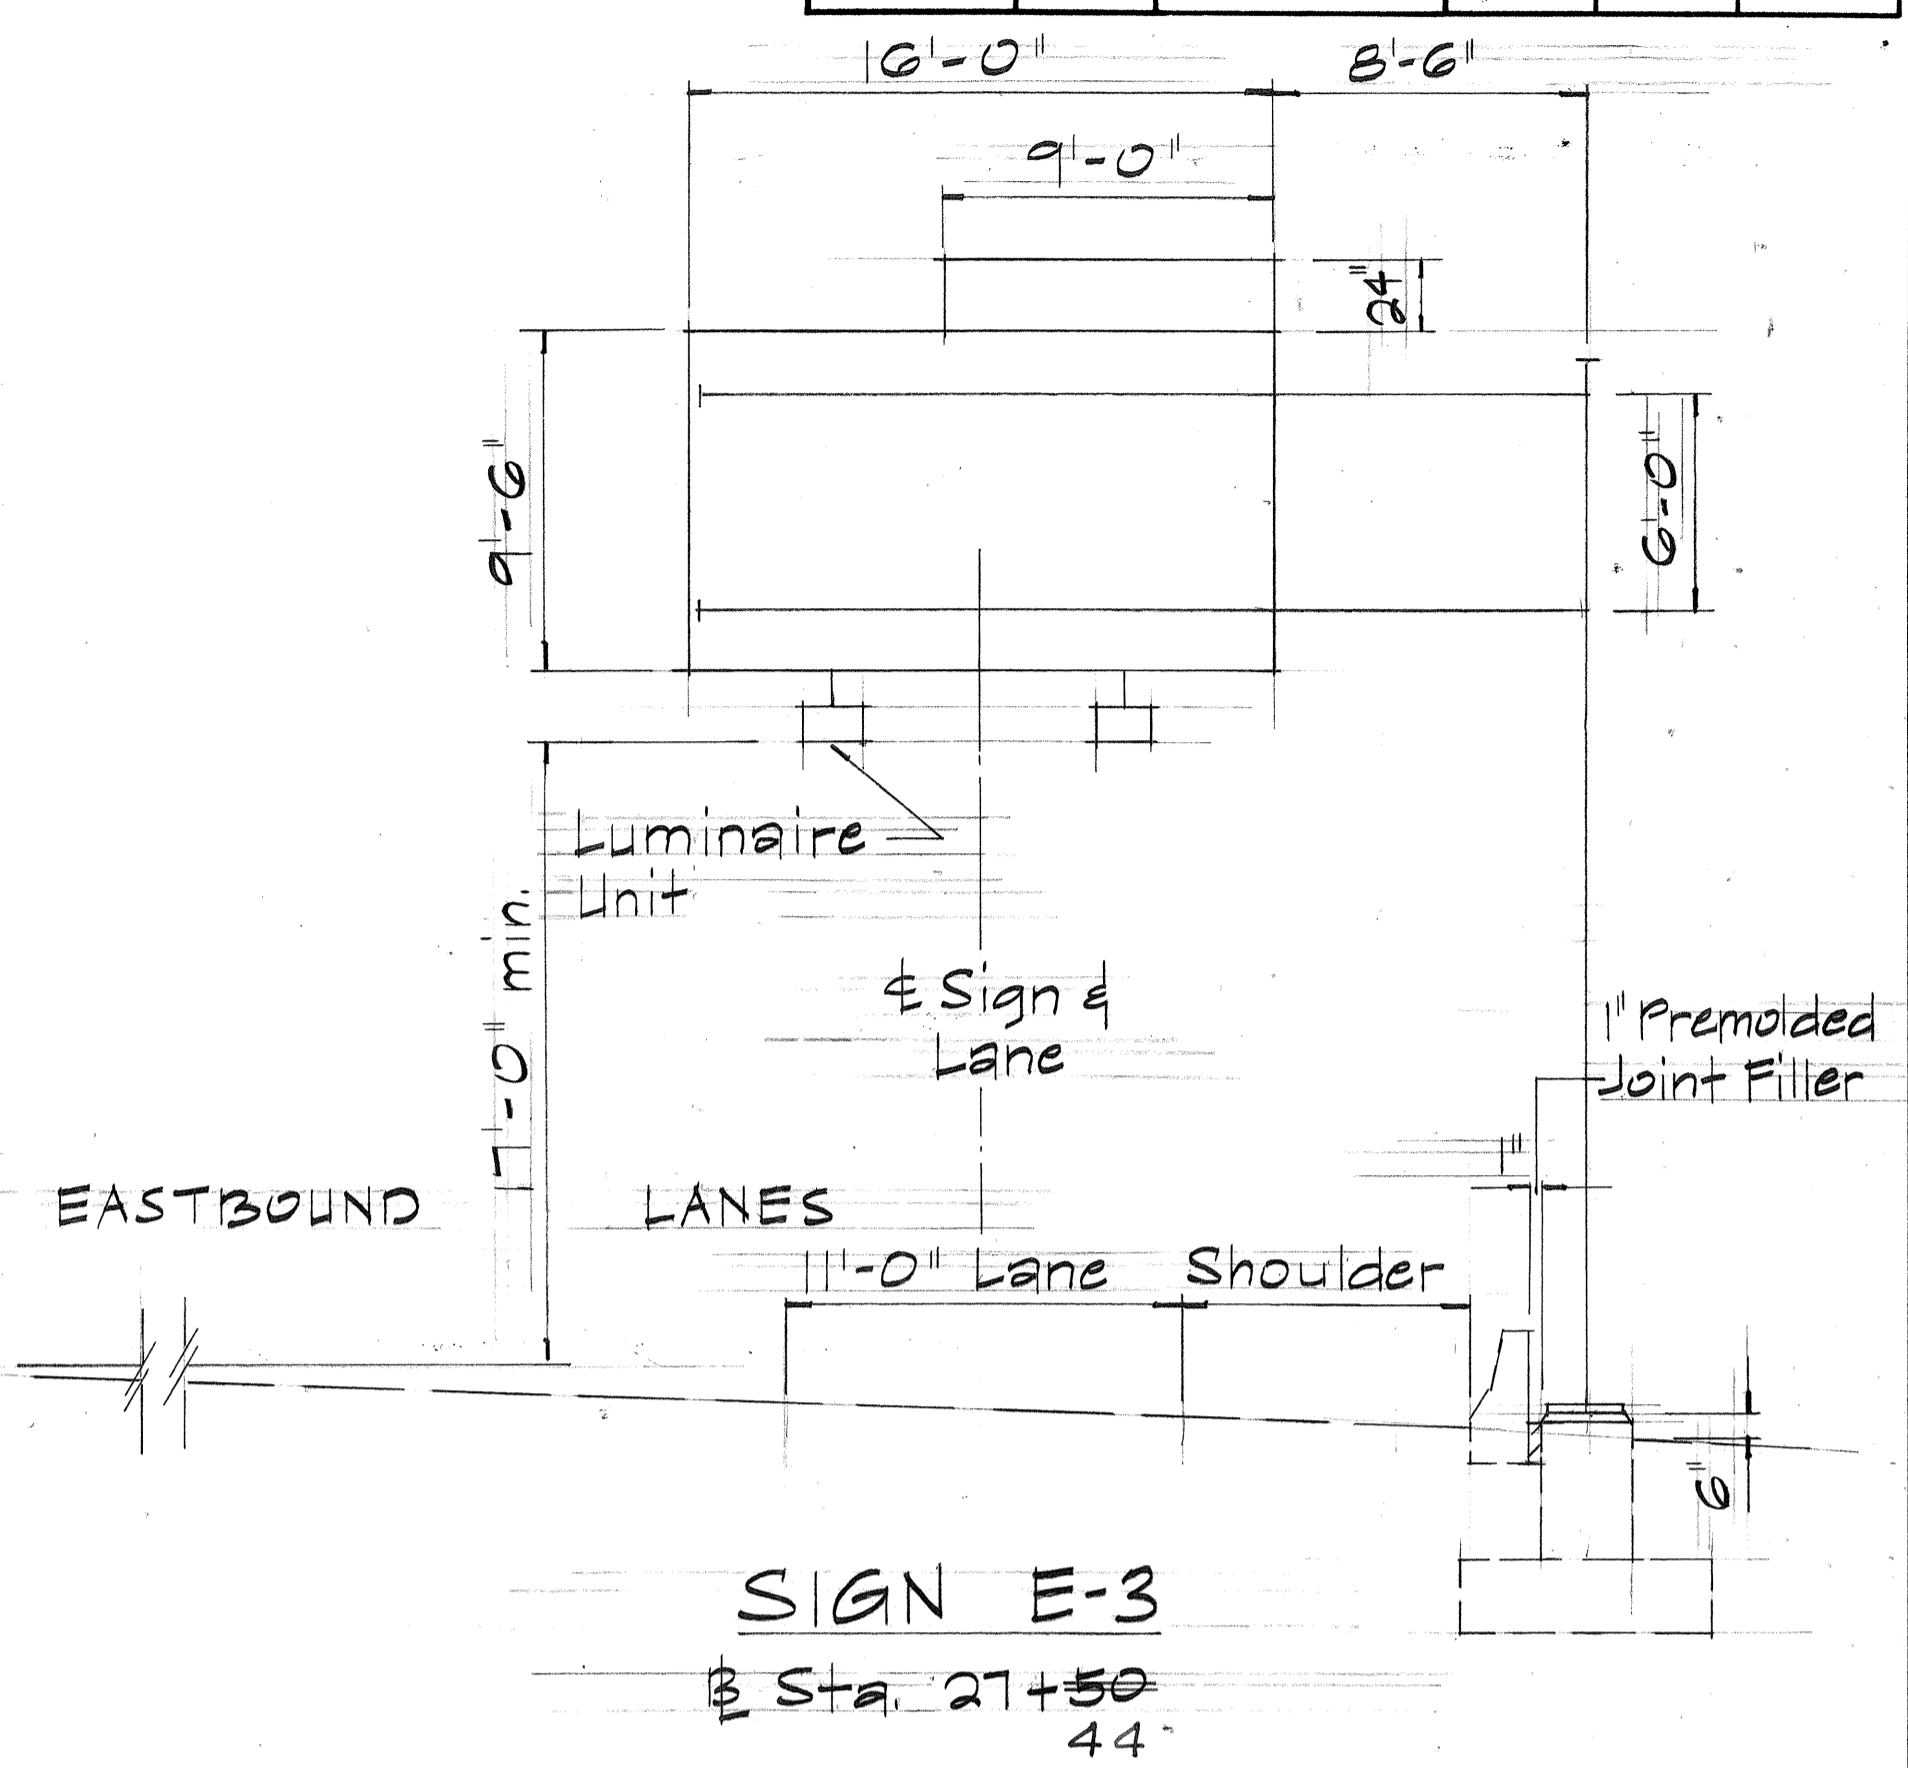 16'-0" 8'-6"
9'-0"
24"
9'-6"
6'-0"
Luminaire
Unit
17'-0" min.
℄ Sign &
Lane
1" Premolded
Joint Filler
1"
EASTBOUND LANES
11'-0" Lane Shoulder
6"
SIGN E-3
B Sta. 27+50
44